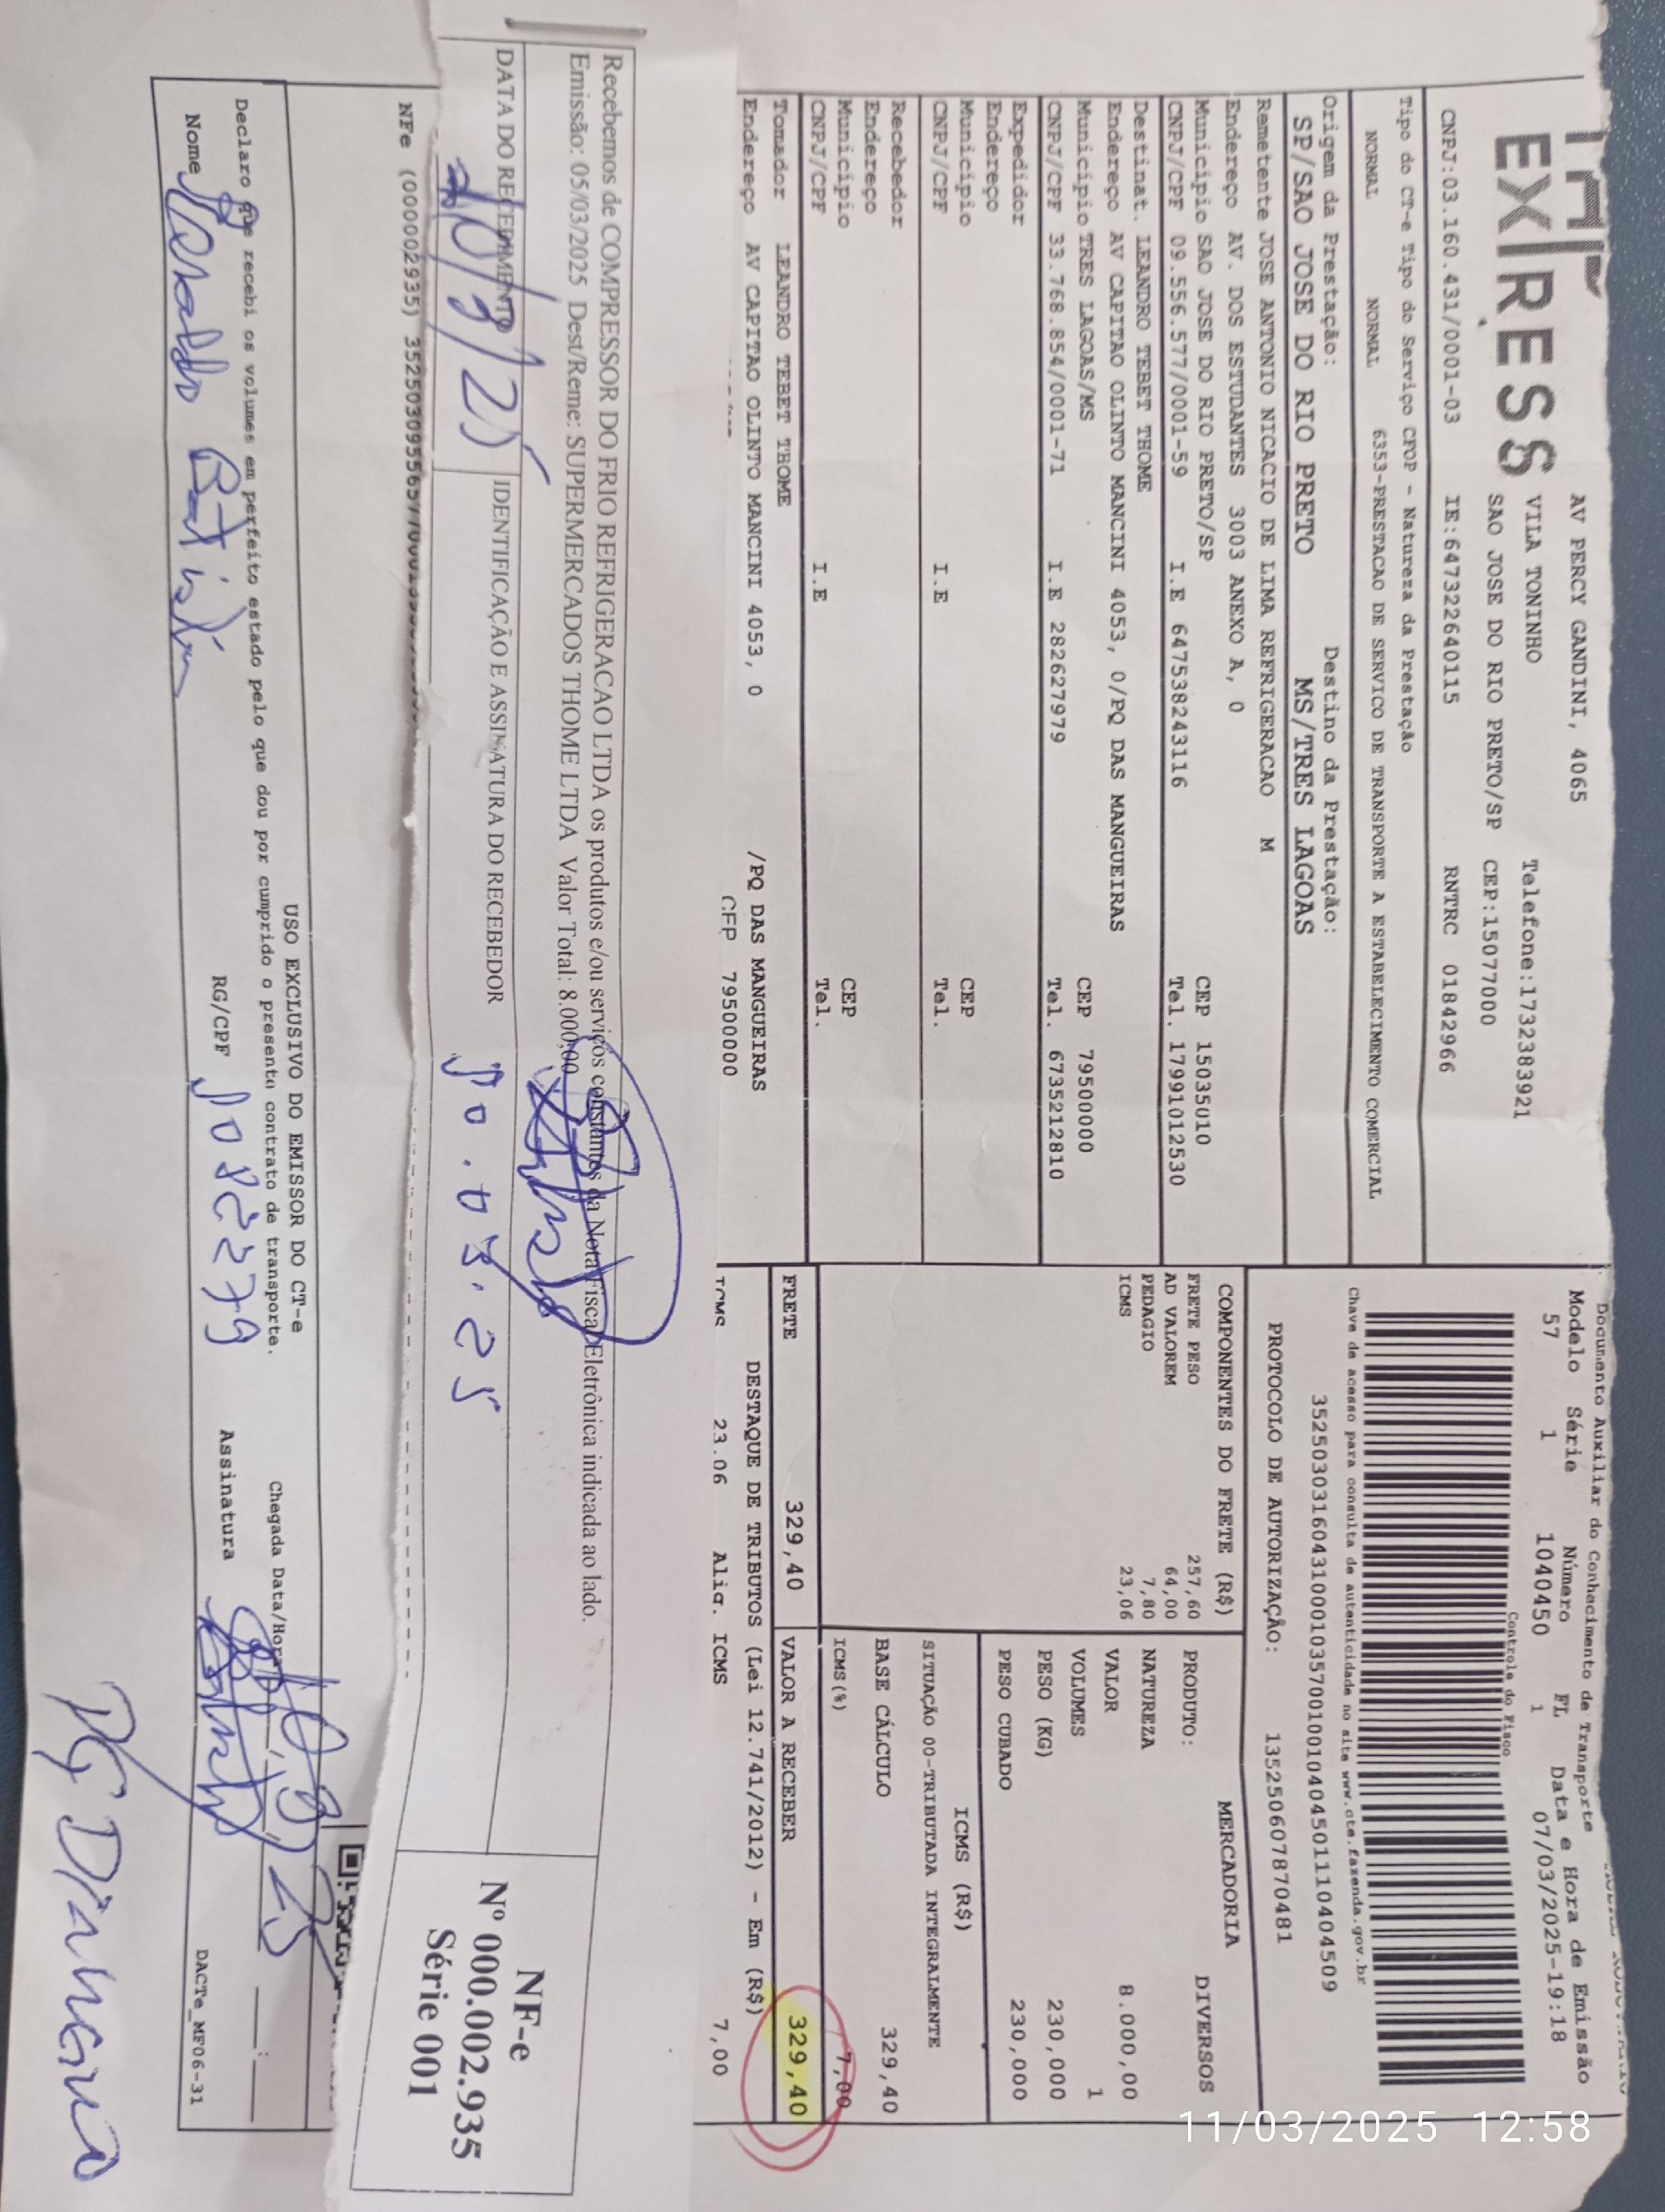 EXPRESS
AV PERCY GANDINI, 4065
VILA TONINHO Telefone:1732383921
SAO JOSE DO RIO PRETO/SP CEP:15077000
CNPJ:03.160.431/0001-03 IE:647322640115 RNTRC 01842966
Tipo do CT-e Tipo do Serviço CFOP - Natureza da Prestação
NORMAL NORMAL 6353-PRESTACAO DE SERVICO DE TRANSPORTE A ESTABELECIMENTO COMERCIAL
Origem da Prestação: Destino da Prestação:
SP/SAO JOSE DO RIO PRETO MS/TRES LAGOAS
Remetente JOSE ANTONIO NICACIO DE LIMA REFRIGERACAO M
Endereço AV. DOS ESTUDANTES 3003 ANEXO A, 0
Município SAO JOSE DO RIO PRETO/SP CEP 15035010
CNPJ/CPF 09.556.577/0001-59 I.E 647538243116 Tel. 17991012530
Destinat. LEANDRO TEBET THOME
Endereço AV CAPITAO OLINTO MANCINI 4053, 0/PQ DAS MANGUEIRAS
Município TRES LAGOAS/MS CEP 79500000
CNPJ/CPF 33.768.854/0001-71 I.E 282627979 Tel. 6735212810
Expedidor
Endereço
Município CEP
CNPJ/CPF I.E Tel.
Recebedor
Endereço
Município CEP
CNPJ/CPF I.E Tel.
Tomador LEANDRO TEBET THOME
Endereço AV CAPITAO OLINTO MANCINI 4053, 0 /PQ DAS MANGUEIRAS
CEP 79500000
Documento Auxiliar do Conhecimento de Transporte
Modelo Série Número FL Data e Hora de Emissão
57 1 1040450 1 07/03/2025-19:18
Controle do Fisco
Chave de acesso para consulta de autenticidade no site www.cte.fazenda.gov.br
35250303160431000103570010010404501110404509
PROTOCOLO DE AUTORIZAÇÃO: 135250607870481
COMPONENTES DO FRETE (R$)
FRETE PESO 257,60
AD VALOREM 64,00
PEDAGIO 7,80
ICMS 23,06
MERCADORIA
PRODUTO: DIVERSOS
NATUREZA
VALOR 8.000,00
VOLUMES 1
PESO (KG) 230,000
PESO CUBADO 230,000
ICMS (R$)
SITUAÇÃO 00-TRIBUTADA INTEGRALMENTE
BASE CÁLCULO 329,40
ICMS(%) 7,00
FRETE 329,40 VALOR A RECEBER 329,40
DESTAQUE DE TRIBUTOS (Lei 12.741/2012) - Em (R$)
ICMS 23.06 Aliq. ICMS 7,00
Recebemos de COMPRESSOR DO FRIO REFRIGERACAO LTDA os produtos e/ou serviços constantes da Nota Fiscal Eletrônica indicada ao lado.
Emissão: 05/03/2025 Dest/Reme: SUPERMERCADOS THOME LTDA Valor Total: 8.000,00
DATA DO RECEBIMENTO IDENTIFICAÇÃO E ASSINATURA DO RECEBEDOR
10/3/25 10.03.25
NF-e
Nº 000.002.935
Série 001
NFe (000002935)
USO EXCLUSIVO DO EMISSOR DO CT-e
Declaro que recebi os volumes em perfeito estado pelo que dou por cumprido o presente contrato de transporte.
Chegada Data/Hora 10/3/25
Nome RG/CPF Assinatura
DACTe_MF06-31
PG Dinheiro
11/03/2025 12:58